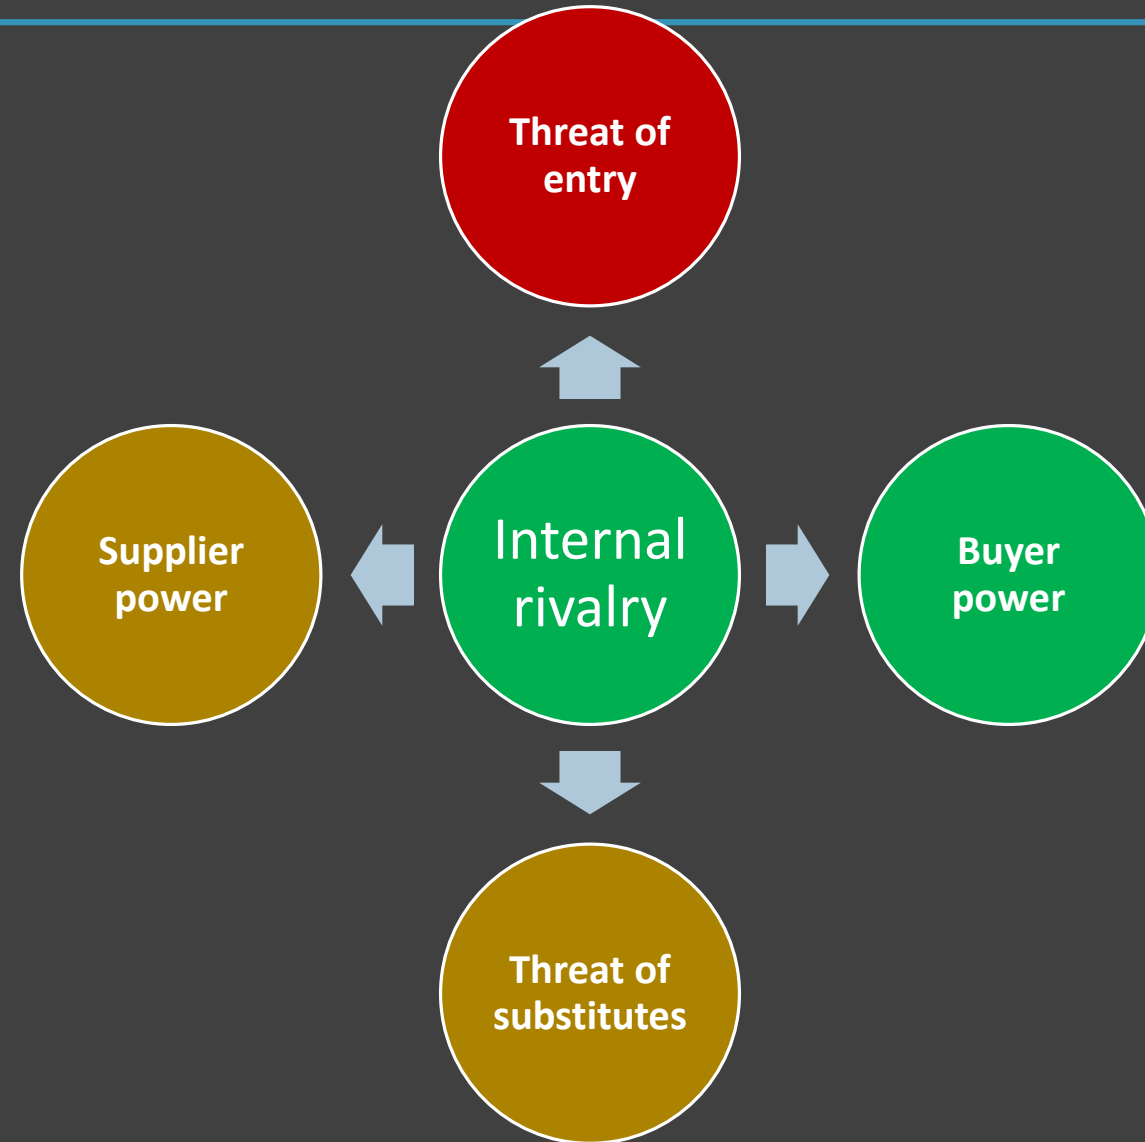 Threat of
entry
Supplier
power
Internal
rivalry
Buyer
power
Threat of
substitutes